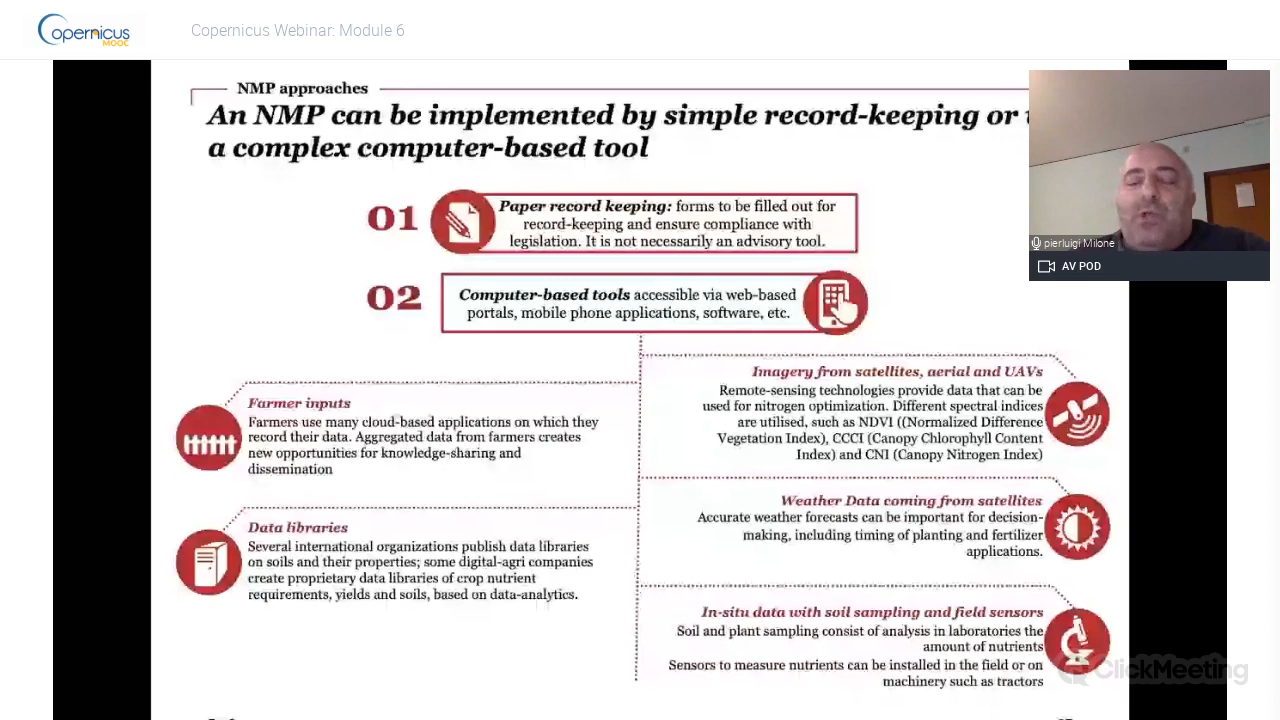 Copernicus
MOOC
Copernicus Webinar: Module 6
NMP approaches
An NMP can be implemented by simple record-keeping or
a complex computer-based tool
01
Paper record keeping: forms to be filled out for
record-keeping and ensure compliance with
legislation. It is not necessarily an advisory tool.
02
Computer-based tools accessible via web-based
portals, mobile phone applications, software, etc.
Farmer inputs
Farmers use many cloud-based applications on which they
record their data. Aggregated data from farmers creates
new opportunities for knowledge-sharing and
dissemination
Data libraries
Several international organizations publish data libraries
on soils and their properties; some digital-agri companies
create proprietary data libraries of crop nutrient
requirements, yields and soils, based on data-analytics.
Imagery from satellites, aerial and UAVs
Remote-sensing technologies provide data that can be
used for nitrogen optimization. Different spectral indices
are utilised, such as NDVI ((Normalized Difference
Vegetation Index), CCCI (Canopy Chlorophyll Content
Index) and CNI (Canopy Nitrogen Index)
Weather Data coming from satellites
Accurate weather forecasts can be important for decision-
making, including timing of planting and fertilizer
applications.
In-situ data with soil sampling and field sensors
Soil and plant sampling consist of analysis in laboratories the
amount of nutrients
Sensors to measure nutrients can be installed in the field or on
machinery such as tractors
pierluigi Milone
AV POD
ClickMeeting